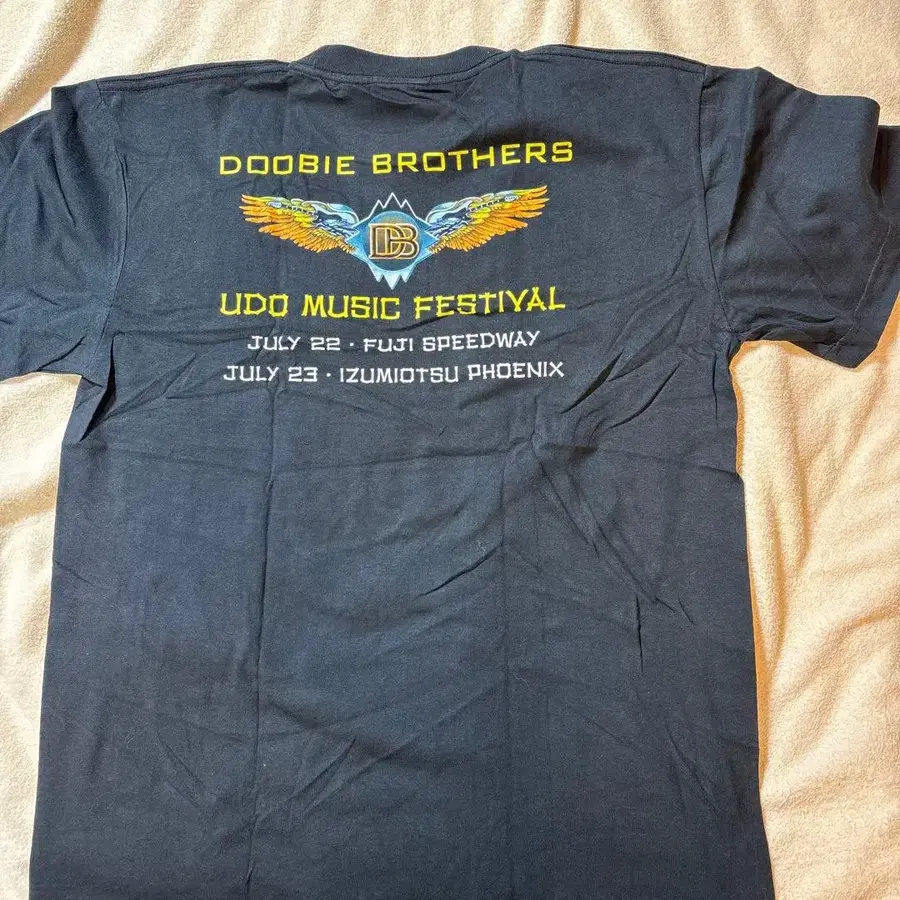 DOOBIE BROTHERS
DB
UDO MUSIC FESTIVAL
JULY 22 · FUJI SPEEDWAY
JULY 23 · IZUMIOTSU PHOENIX